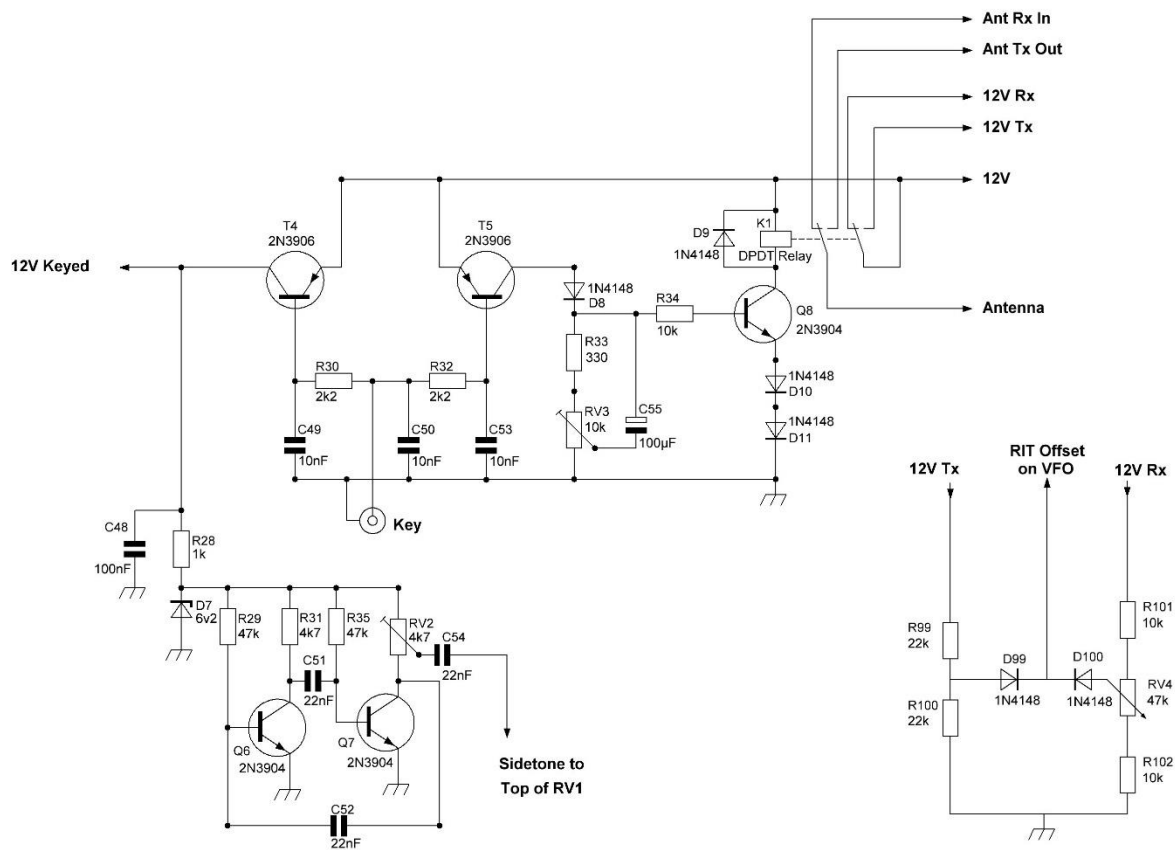 Ant Rx In
Ant Tx Out
12V Rx
12V Tx
12V
T4
2N3906
T5
2N3906
K1
D9
1N4148
DPDT Relay
12V Keyed
1N4148
D8
R34
10k
Q8
2N3904
Antenna
R30
2k2
R32
2k2
R33
330
1N4148
D10
RV3
10k
C55
100µF
1N4148
D11
C49
10nF
C50
10nF
C53
10nF
Key
12V Tx
RIT Offset
on VFO
12V Rx
C48
100nF
R28
1k
D7
6v2
R29
47k
R31
4k7
R35
47k
RV2
4k7
C54
22nF
C51
22nF
Q6
2N3904
Q7
2N3904
Sidetone to
Top of RV1
C52
22nF
R99
22k
R101
10k
D99
1N4148
D100
1N4148
RV4
47k
R100
22k
R102
10k